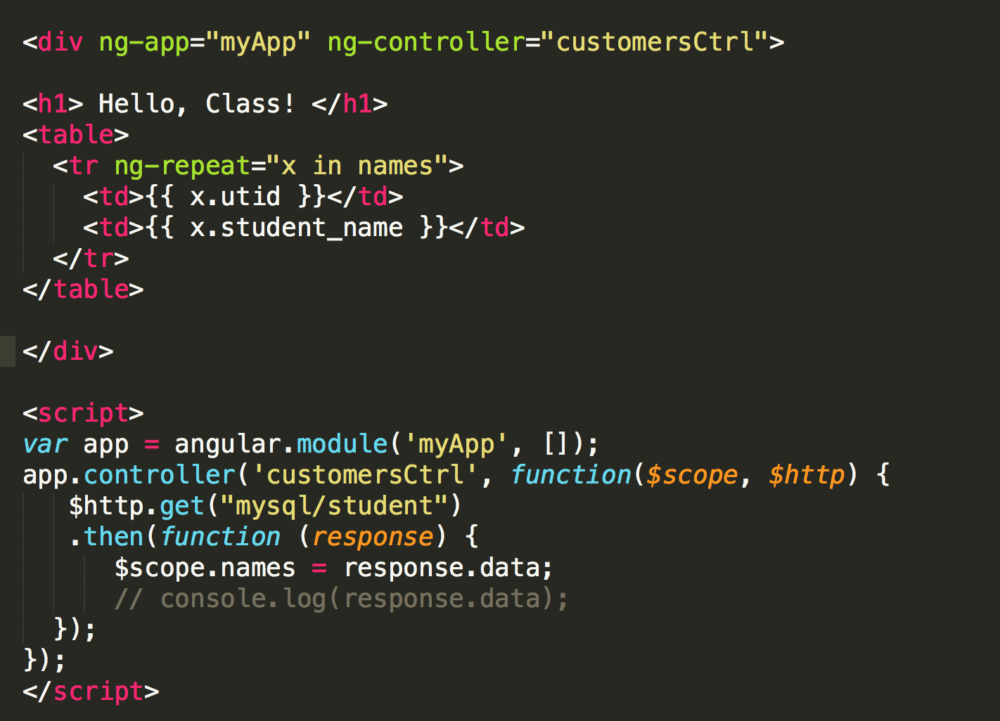 <div ng-app="myApp" ng-controller="customersCtrl">
<h1> Hello, Class! </h1>
<table>
<tr ng-repeat="x in names">
<td>{{ x.utid }}</td>
<td>{{ x.student_name }}</td>
</tr>
</table>
</div>
<script>
var app = angular.module('myApp', []);
app.controller('customersCtrl', function($scope, $http) {
$http.get("mysql/student")
.then(function (response) {
$scope.names = response.data;
// console.log(response.data);
});
});
</script>